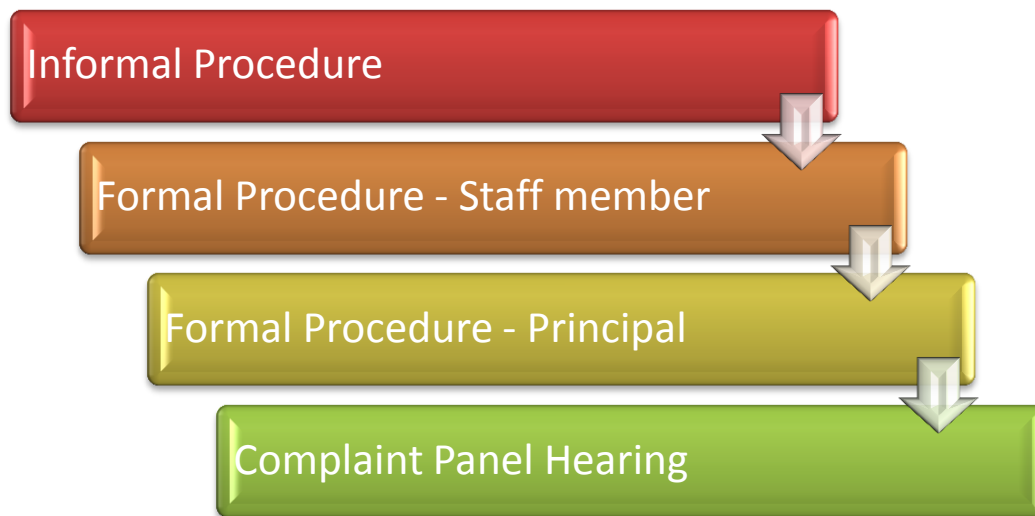 Informal Procedure
Formal Procedure - Staff member
Formal Procedure - Principal
Complaint Panel Hearing